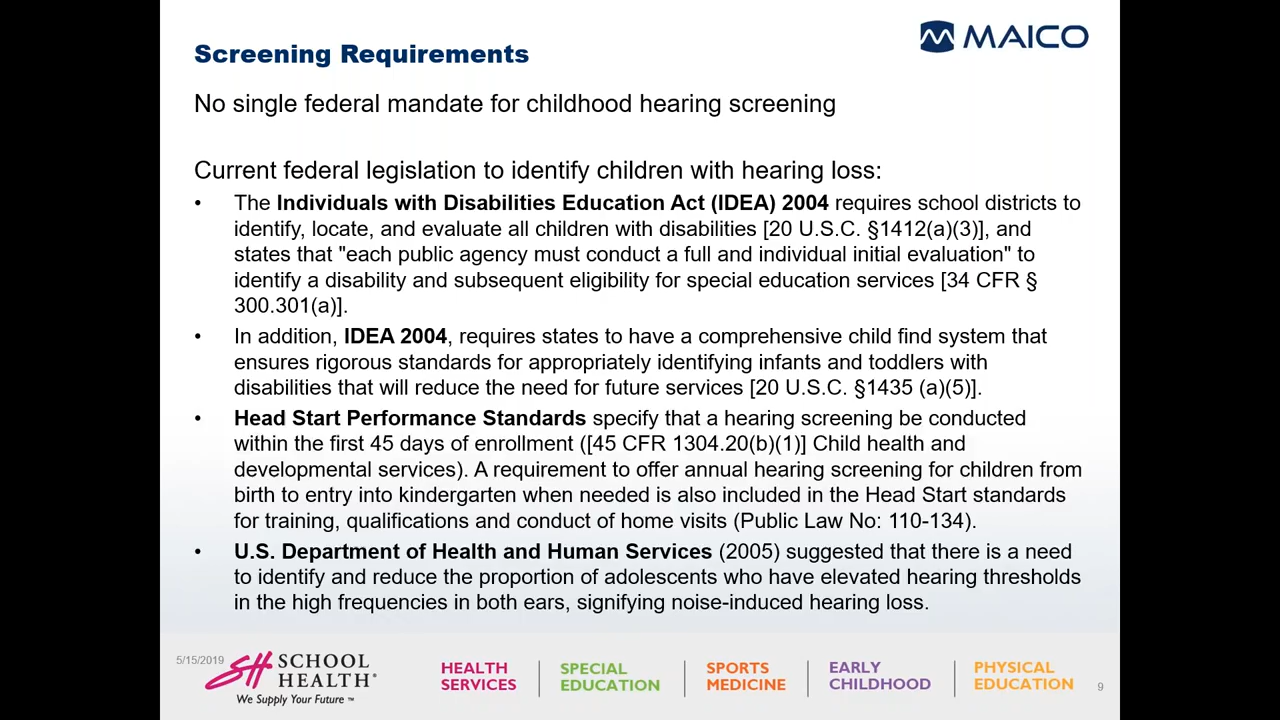 MAICO
Screening Requirements
No single federal mandate for childhood hearing screening
Current federal legislation to identify children with hearing loss:
• The Individuals with Disabilities Education Act (IDEA) 2004 requires school districts to
identify, locate, and evaluate all children with disabilities [20 U.S.C. §1412(a)(3)], and
states that "each public agency must conduct a full and individual initial evaluation" to
identify a disability and subsequent eligibility for special education services [34 CFR §
300.301(a)].
• In addition, IDEA 2004, requires states to have a comprehensive child find system that
ensures rigorous standards for appropriately identifying infants and toddlers with
disabilities that will reduce the need for future services [20 U.S.C. §1435 (a)(5)].
• Head Start Performance Standards specify that a hearing screening be conducted
within the first 45 days of enrollment ([45 CFR 1304.20(b)(1)] Child health and
developmental services). A requirement to offer annual hearing screening for children from
birth to entry into kindergarten when needed is also included in the Head Start standards
for training, qualifications and conduct of home visits (Public Law No: 110-134).
• U.S. Department of Health and Human Services (2005) suggested that there is a need
to identify and reduce the proportion of adolescents who have elevated hearing thresholds
in the high frequencies in both ears, signifying noise-induced hearing loss.
5/15/2019
SH SCHOOL
HEALTH®
We Supply Your Future™
HEALTH
SERVICES
SPECIAL
EDUCATION
SPORTS
MEDICINE
EARLY
CHILDHOOD
PHYSICAL
EDUCATION
9